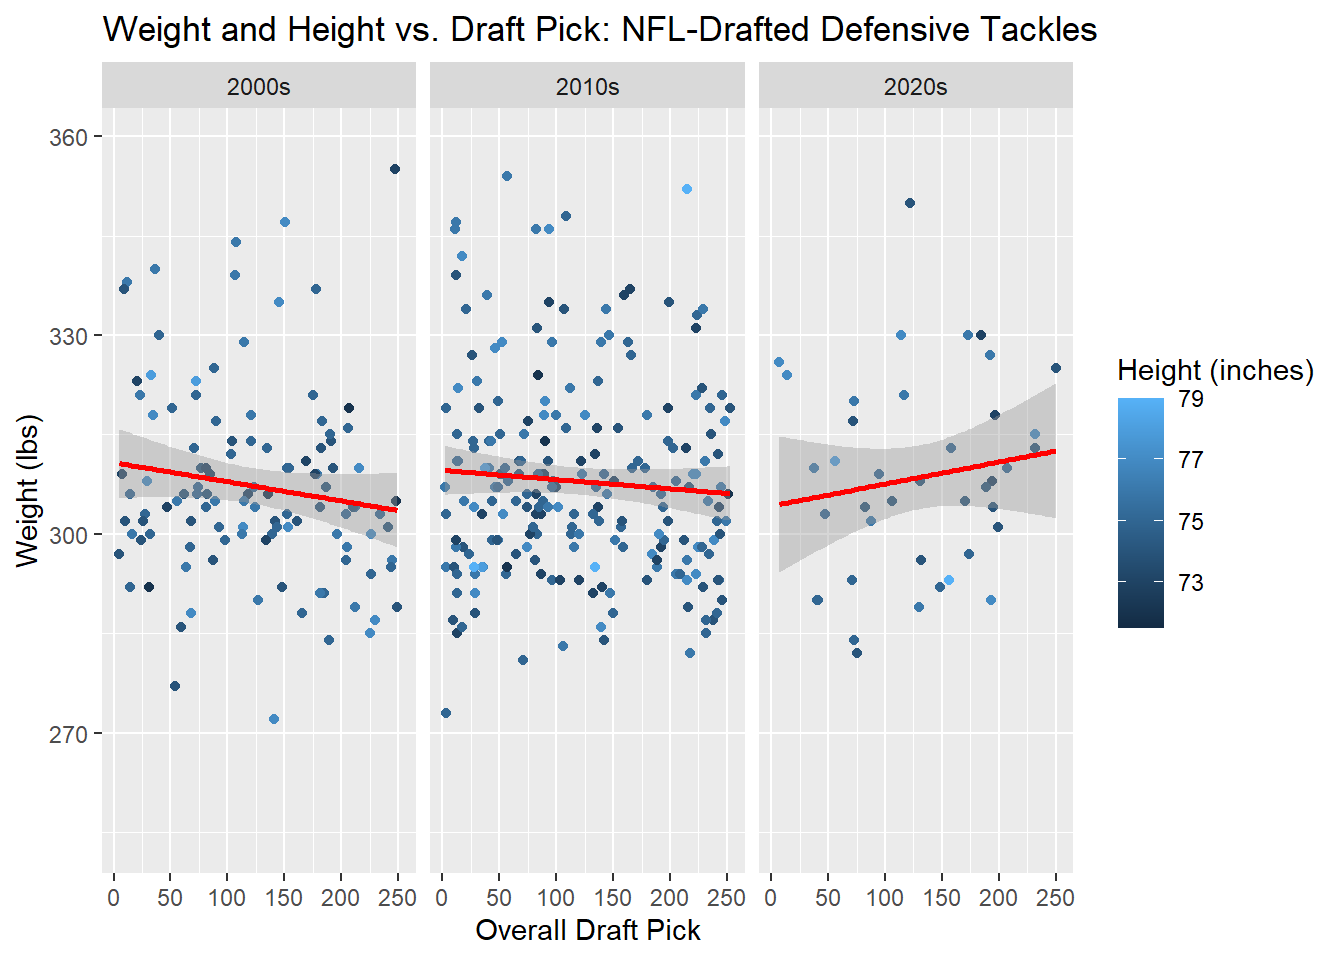 Weight and Height vs. Draft Pick: NFL-Drafted Defensive Tackles
2000s 2010s 2020s
360
330
300
270
Weight (lbs)
0 50 100 150 200 250 0 50 100 150 200 250 0 50 100 150 200 250
Overall Draft Pick
Height (inches)
79
77
75
73